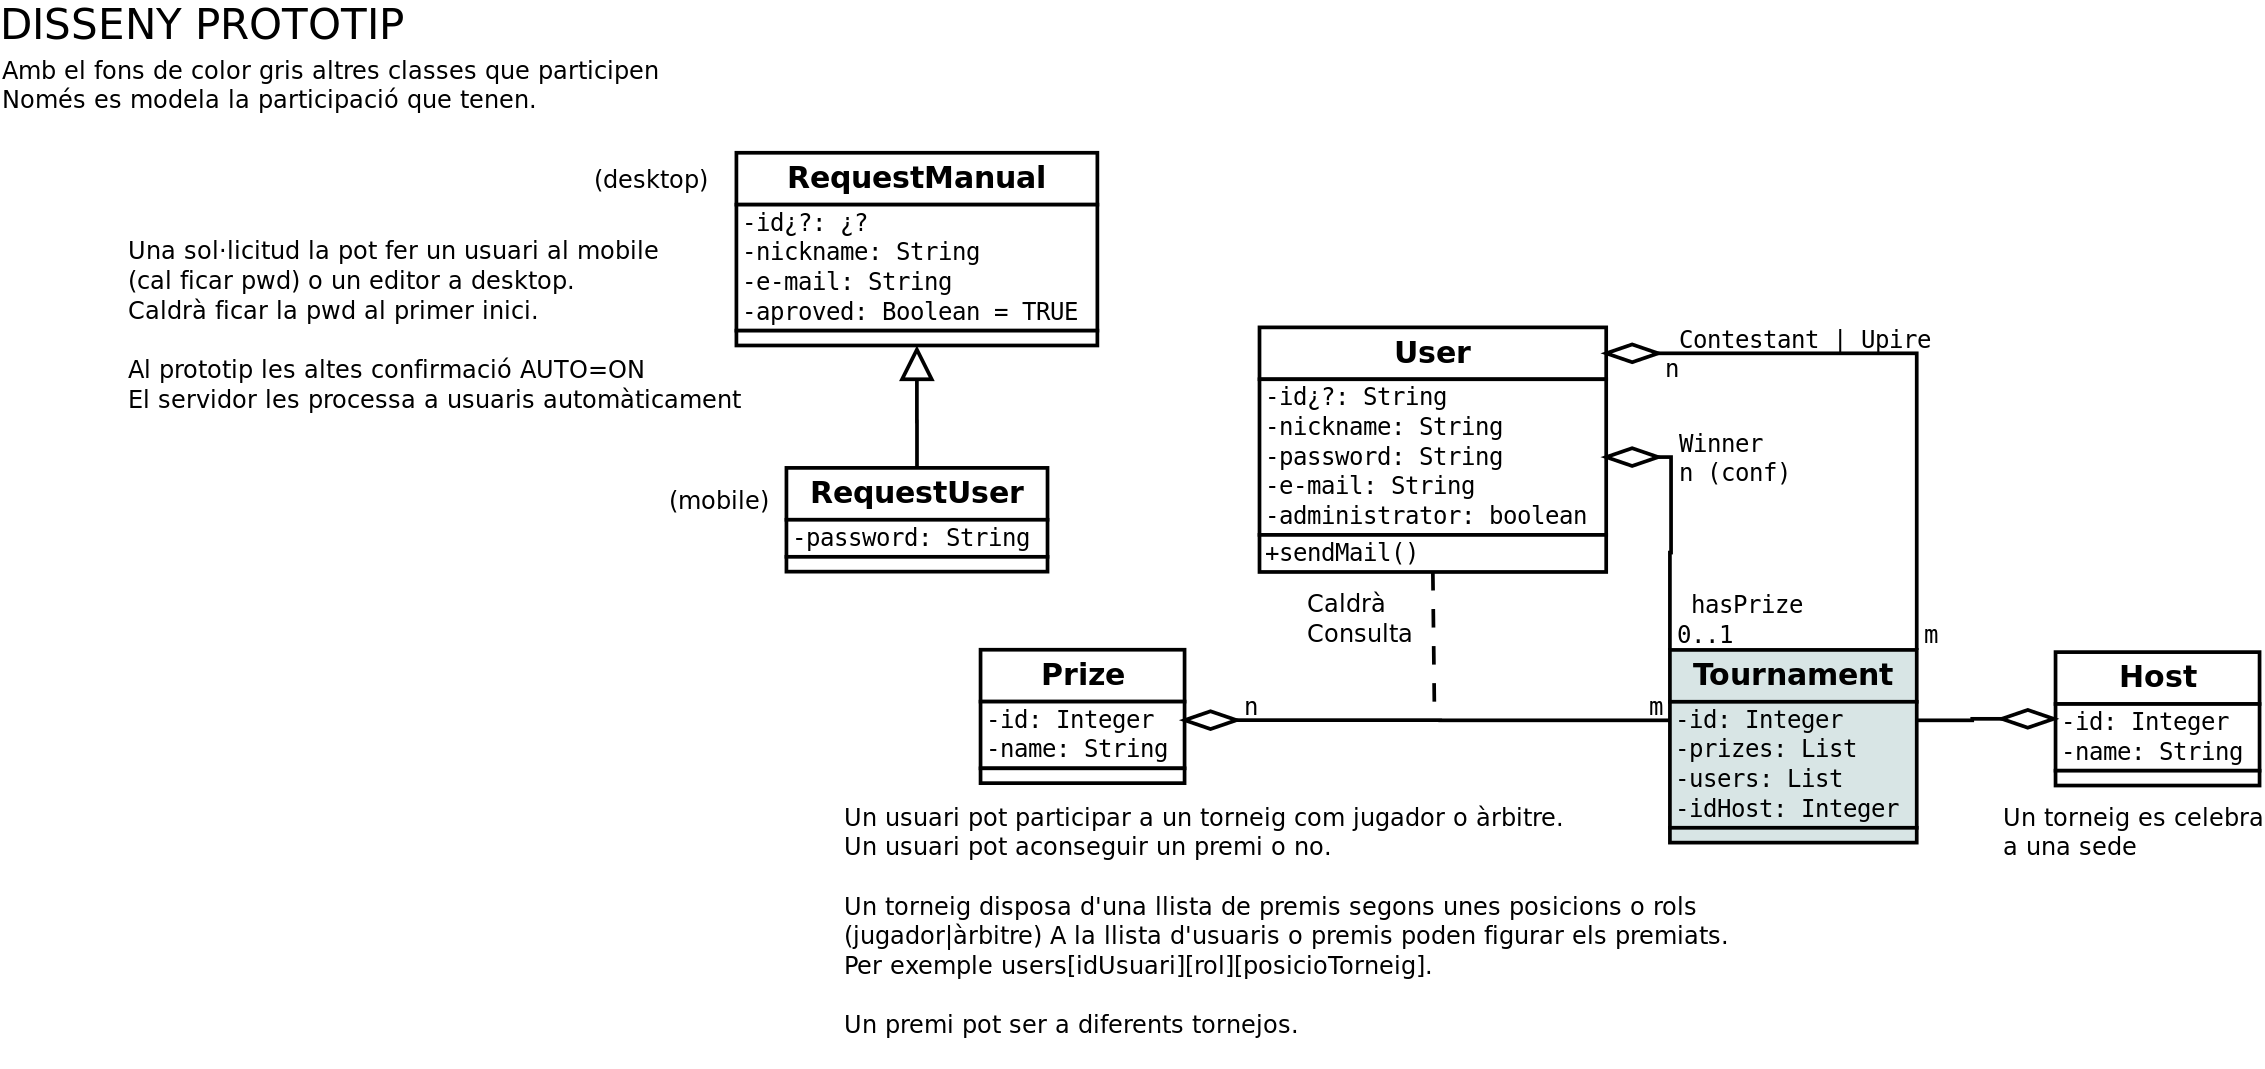 DISSENY PROTOTIP
Amb el fons de color gris altres classes que participen
Només es modela la participació que tenen.
(desktop)
RequestManual
-id¿?: ¿?
-nickname: String
-e-mail: String
-aproved: Boolean = TRUE
Una sol·licitud la pot fer un usuari al mobile
(cal ficar pwd) o un editor a desktop.
Caldrà ficar la pwd al primer inici.
Al prototip les altes confirmació AUTO=ON
El servidor les processa a usuaris automàticament
(mobile)
RequestUser
-password: String
User
-id¿?: String
-nickname: String
-password: String
-e-mail: String
-administrator: boolean
+sendMail()
Contestant | Upire
n
Winner
n (conf)
hasPrize
0..1
m
Caldrà
Consulta
Prize
-id: Integer
-name: String
n
m
Tournament
-id: Integer
-prizes: List
-users: List
-idHost: Integer
Host
-id: Integer
-name: String
Un torneig es celebra
a una sede
Un usuari pot participar a un torneig com jugador o àrbitre.
Un usuari pot aconseguir un premi o no.
Un torneig disposa d'una llista de premis segons unes posicions o rols
(jugador|àrbitre) A la llista d'usuaris o premis poden figurar els premiats.
Per exemple users[idUsuari][rol][posicioTorneig].
Un premi pot ser a diferents tornejos.